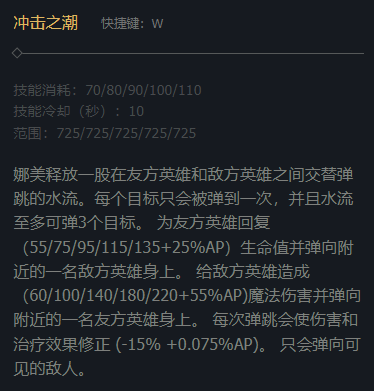 冲击之潮 快捷键：W
技能消耗：70/80/90/100/110
技能冷却（秒）：10
范围：725/725/725/725/725
娜美释放一股在友方英雄和敌方英雄之间交替弹
跳的水流。每个目标只会被弹到一次，并且水流
至多可弹3个目标。 为友方英雄回复
（55/75/95/115/135+25%AP）生命值并弹向附
近的一名敌方英雄身上。 给敌方英雄造成
（60/100/140/180/220+55%AP)魔法伤害并弹向
附近的一名友方英雄身上。 每次弹跳会使伤害和
治疗效果修正 (-15% +0.075%AP)。 只会弹向可
见的敌人。